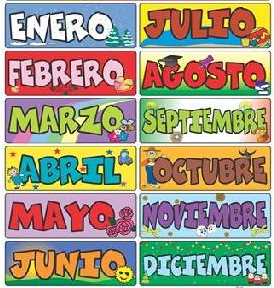 ENERO
FEBRERO
MARZO
ABRIL
MAYO
JUNIO
JULIO
AGOSTO
SEPTIEMBRE
OCTUBRE
NOVIEMBRE
DICIEMBRE